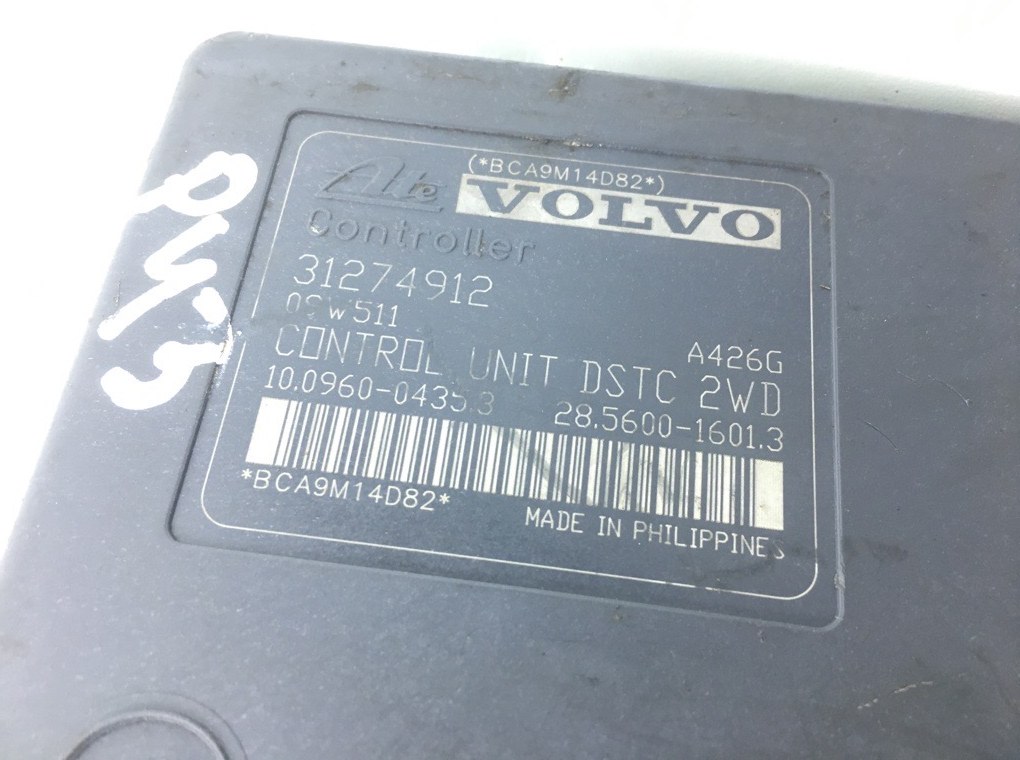 (*BCA9M14D82*)
Ate VOLVO
Controller
31274912
A426G
CONTROL UNIT DSTC 2WD
10.0960-0435.3 28.5600-1601.3
*BCA9M14D82*
MADE IN PHILIPPINES